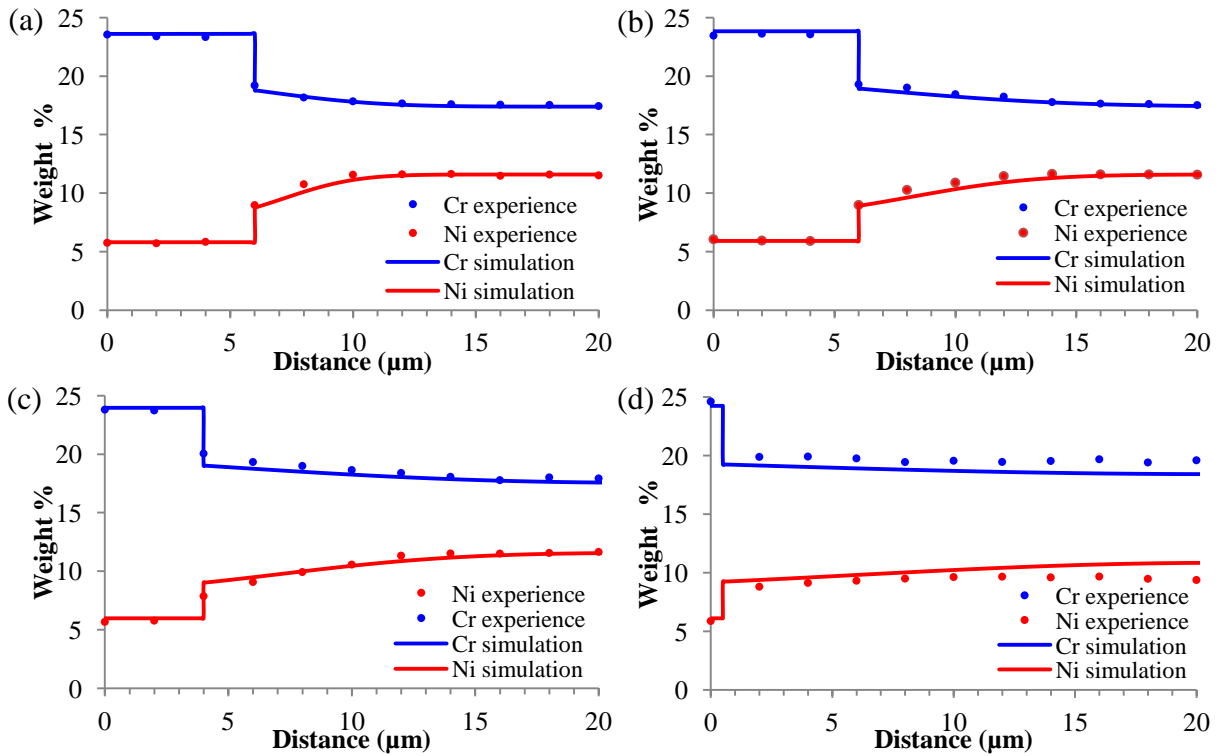 (a)
25
20
15
10
5
0
Weight %
Cr experience
Ni experience
Cr simulation
Ni simulation
0 5 10 15 20
Distance (µm)
(b)
25
20
15
10
5
0
Weight %
Cr experience
Ni experience
Cr simulation
Ni simulation
0 5 10 15 20
Distance (µm)
(c)
25
20
15
10
5
0
Weight %
Ni experience
Cr experience
Cr simulation
Ni simulation
0 5 10 15 20
Distance (µm)
(d)
25
20
15
10
5
0
Weight %
Cr experience
Ni experience
Cr simulation
Ni simulation
0 5 10 15 20
Distance (µm)